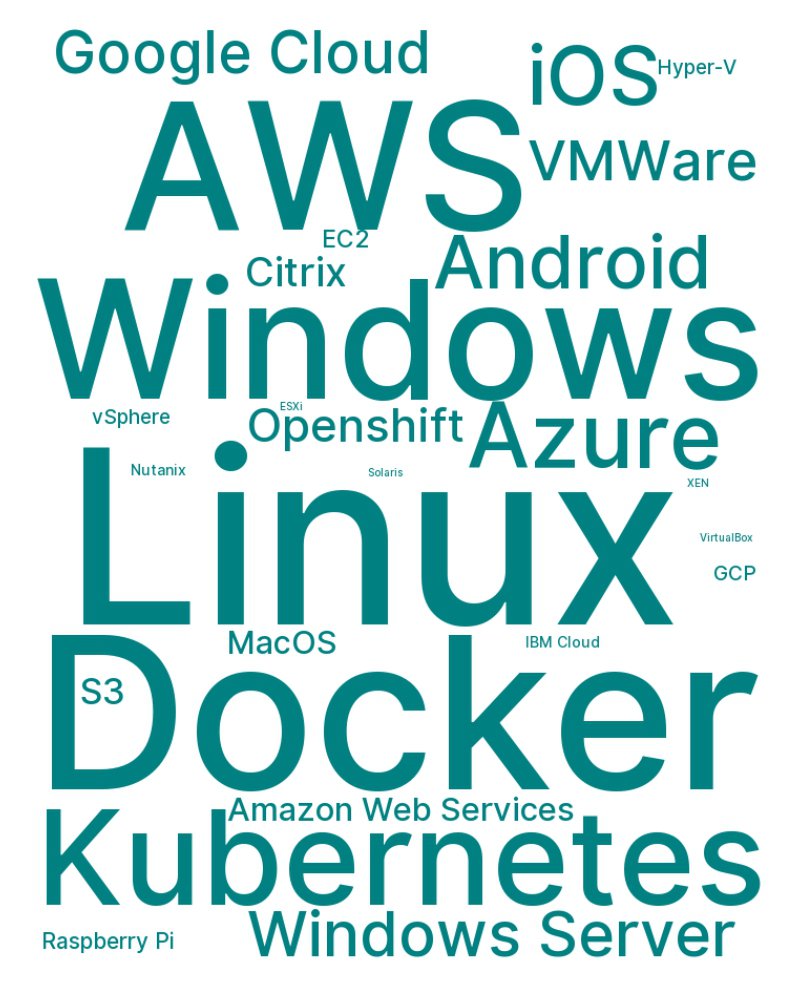 Google Cloud
iOS
Hyper-V
AWS
VMWare
EC2
Citrix
Android
Windows
vSphere
ESXi
Openshift
Azure
Nutanix
Solaris
XEN
Linux
VirtualBox
GCP
MacOS
IBM Cloud
S3
Docker
Amazon Web Services
Kubernetes
Raspberry Pi
Windows Server